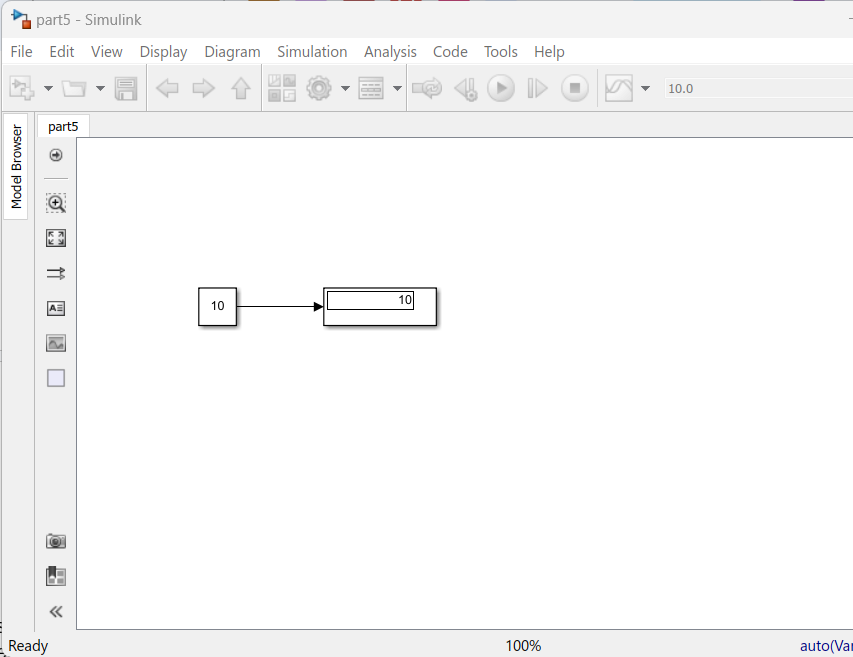 part5 - Simulink
File Edit View Display Diagram Simulation Analysis Code Tools Help
10.0
Model Browser
part5
10
10
Ready 100% auto(Var